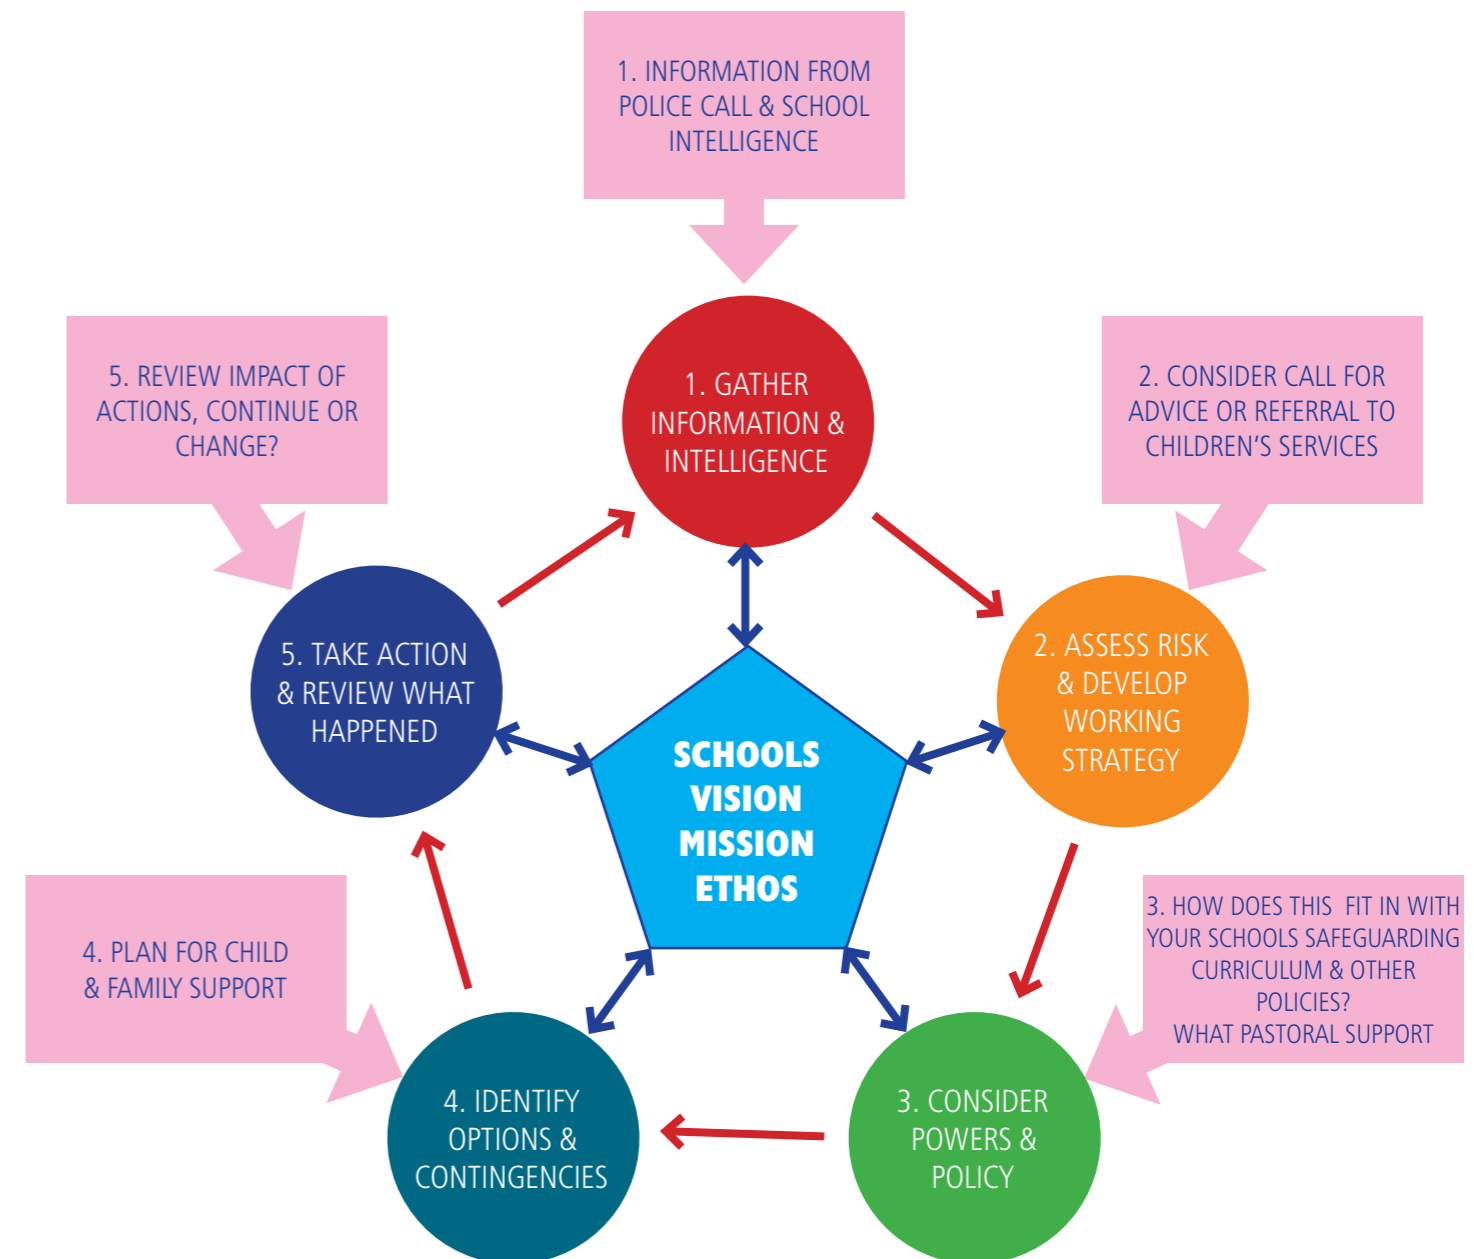 1. INFORMATION FROM
POLICE CALL & SCHOOL
INTELLIGENCE
1. GATHER
INFORMATION &
INTELLIGENCE
2. CONSIDER CALL FOR
ADVICE OR REFERRAL TO
CHILDREN'S SERVICES
2. ASSESS RISK
& DEVELOP
WORKING
STRATEGY
3. HOW DOES THIS FIT IN WITH
YOUR SCHOOLS SAFEGUARDING
CURRICULUM & OTHER
POLICIES?
WHAT PASTORAL SUPPORT
3. CONSIDER
POWERS &
POLICY
4. PLAN FOR CHILD
& FAMILY SUPPORT
4. IDENTIFY
OPTIONS &
CONTINGENCIES
5. REVIEW IMPACT OF
ACTIONS, CONTINUE OR
CHANGE?
5. TAKE ACTION
& REVIEW WHAT
HAPPENED
SCHOOLS
VISION
MISSION
ETHOS